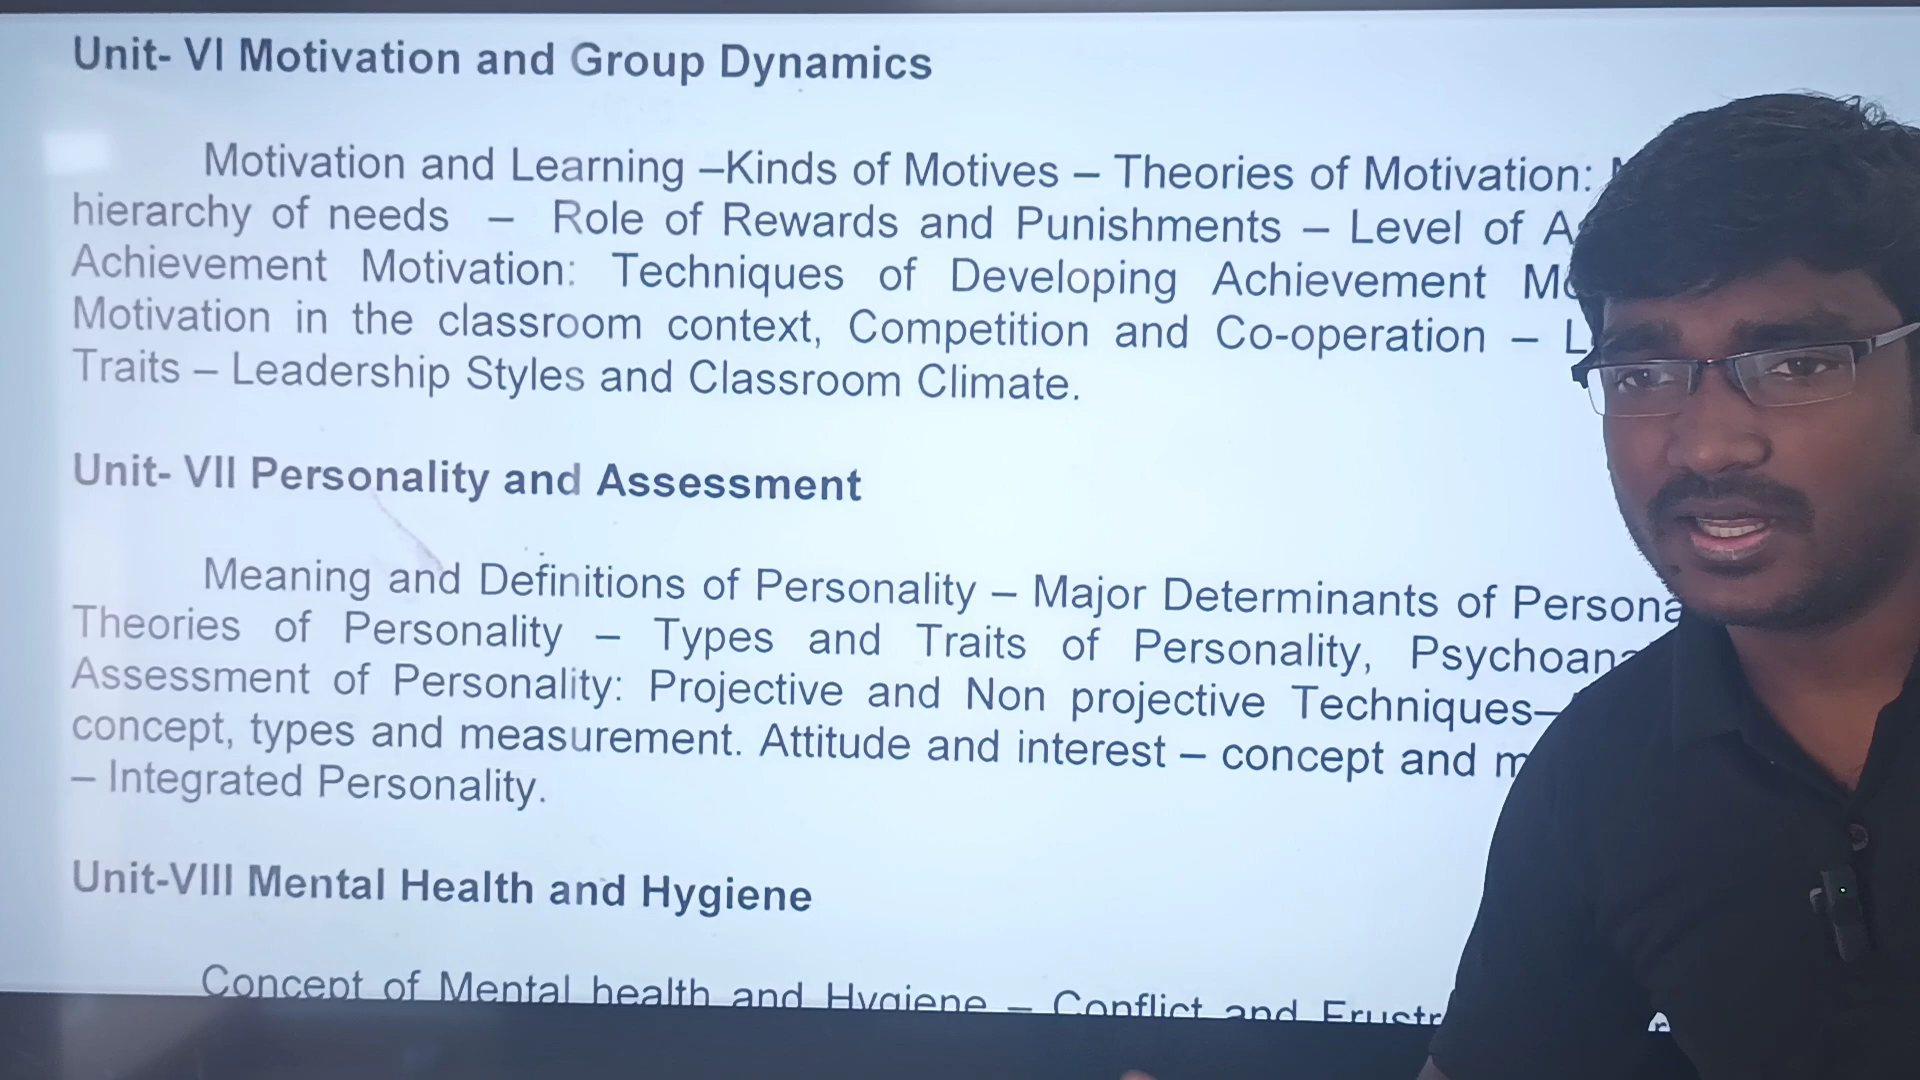 Unit- VI Motivation and Group Dynamics
Motivation and Learning –Kinds of Motives – Theories of Motivation:
hierarchy of needs – Role of Rewards and Punishments – Level of
Achievement Motivation: Techniques of Developing Achievement
Motivation in the classroom context, Competition and Co-operation –
Traits – Leadership Styles and Classroom Climate.
Unit- VII Personality and Assessment
Meaning and Definitions of Personality – Major Determinants of
Theories of Personality – Types and Traits of Personality,
Assessment of Personality: Projective and Non projective Techniques–
concept, types and measurement. Attitude and interest – concept and
– Integrated Personality.
Unit-VIII Mental Health and Hygiene
Concept of Mental health and Hygiene – Conflict and